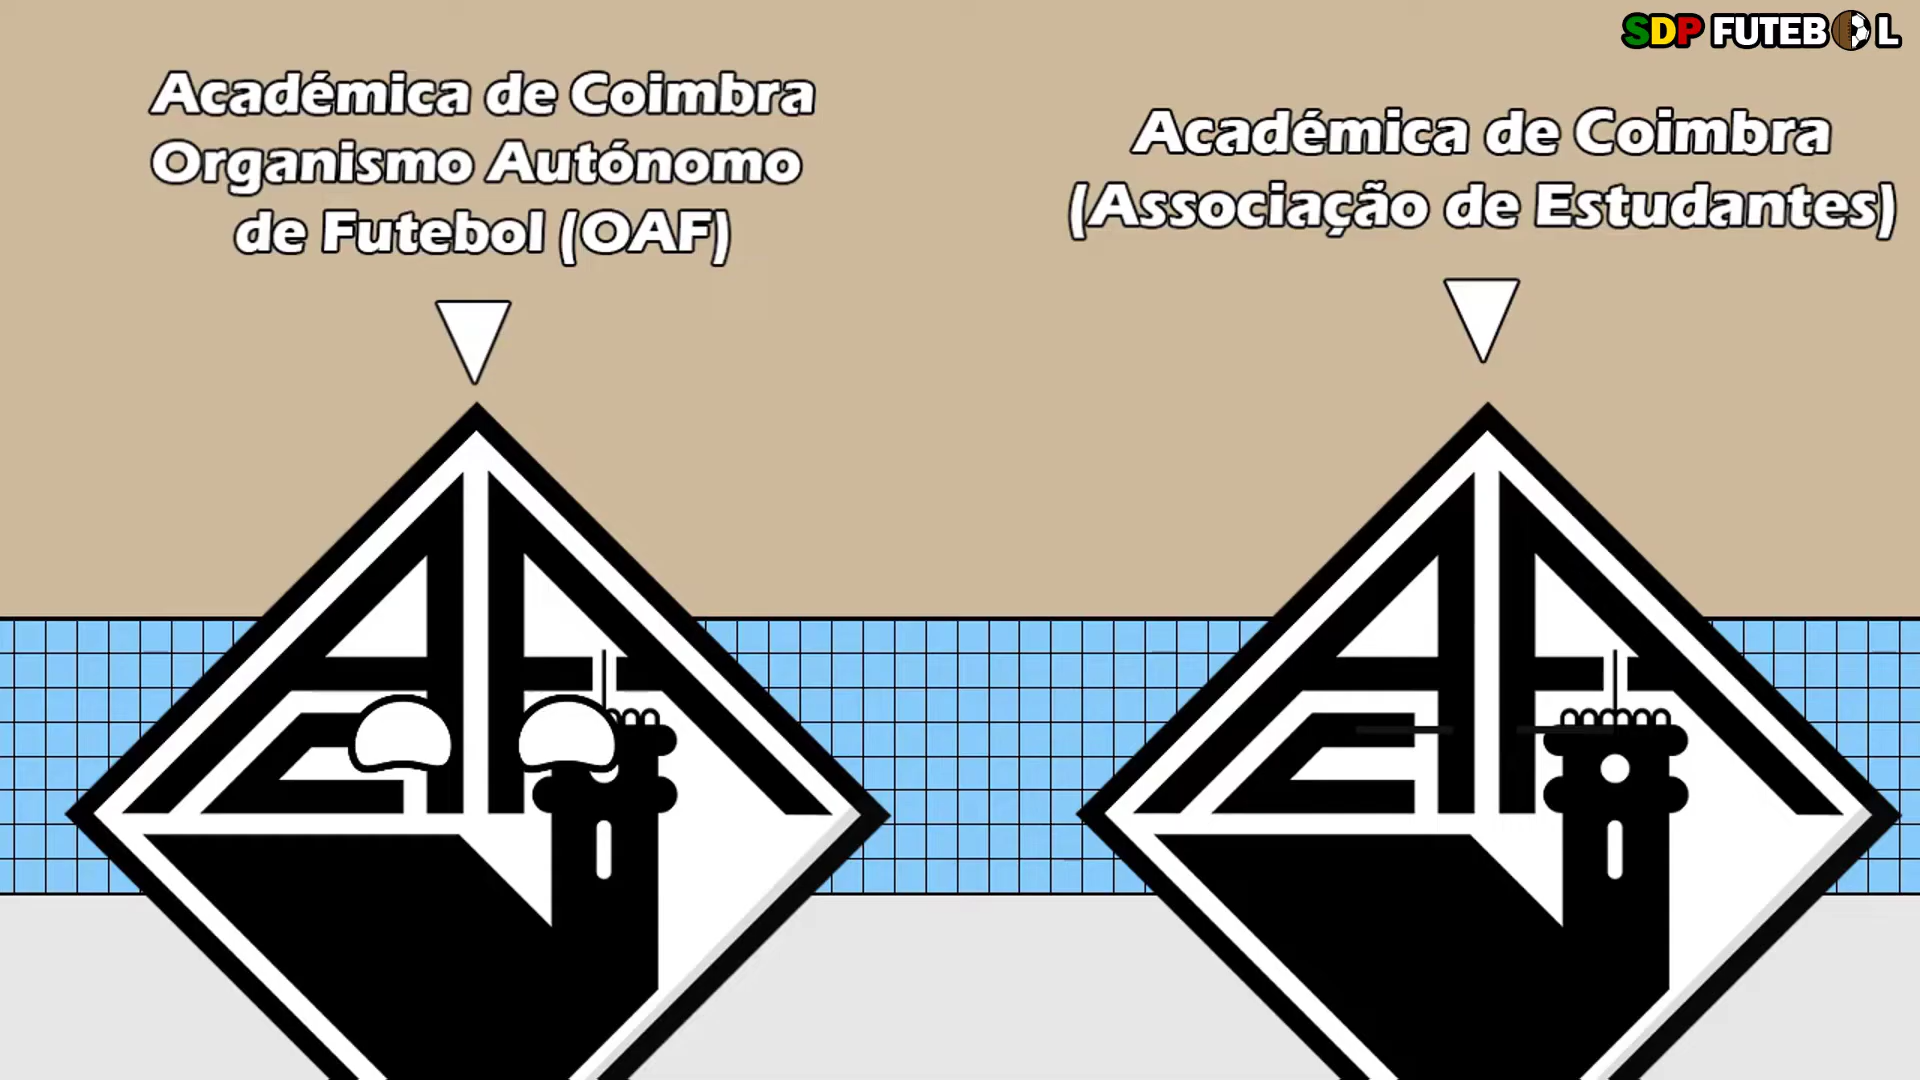 SDP FUTEBOL
Académica de Coimbra
Organismo Autónomo
de Futebol (OAF)
Académica de Coimbra
(Associação de Estudantes)